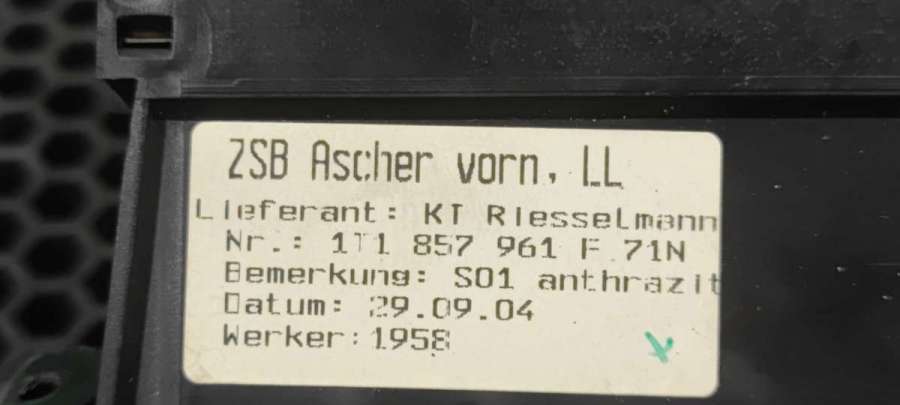 ZSB Ascher vorn, LL
Lieferant: KT Riesselmann
Nr.: 1T1 857 961 F 71N
Bemerkung: S01 anthrazit
Datum: 29.09.04
Werker:1958